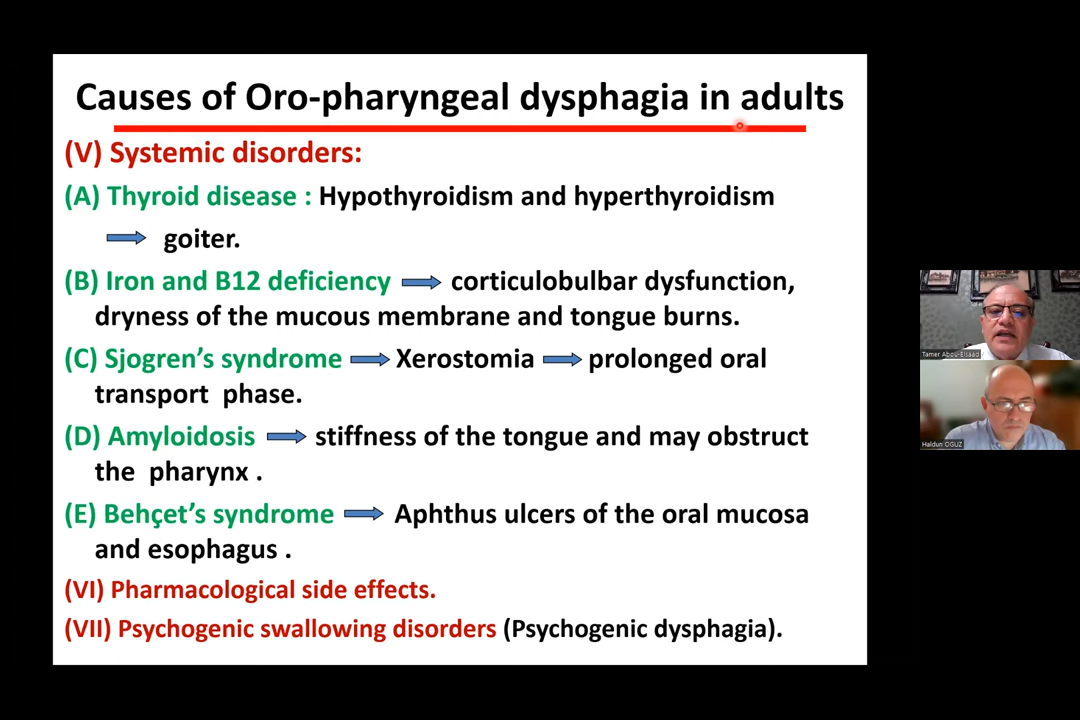 Causes of Oro-pharyngeal dysphagia in adults
(V) Systemic disorders:
(A) Thyroid disease : Hypothyroidism and hyperthyroidism
goiter.
(B) Iron and B12 deficiency corticulobulbar dysfunction,
dryness of the mucous membrane and tongue burns.
(C) Sjogren’s syndrome Xerostomia prolonged oral
transport phase.
(D) Amyloidosis stiffness of the tongue and may obstruct
the pharynx .
(E) Behçet’s syndrome Aphthus ulcers of the oral mucosa
and esophagus .
(VI) Pharmacological side effects.
(VII) Psychogenic swallowing disorders (Psychogenic dysphagia).
Tamer Abou-Elsaad
Haldun OGUZ